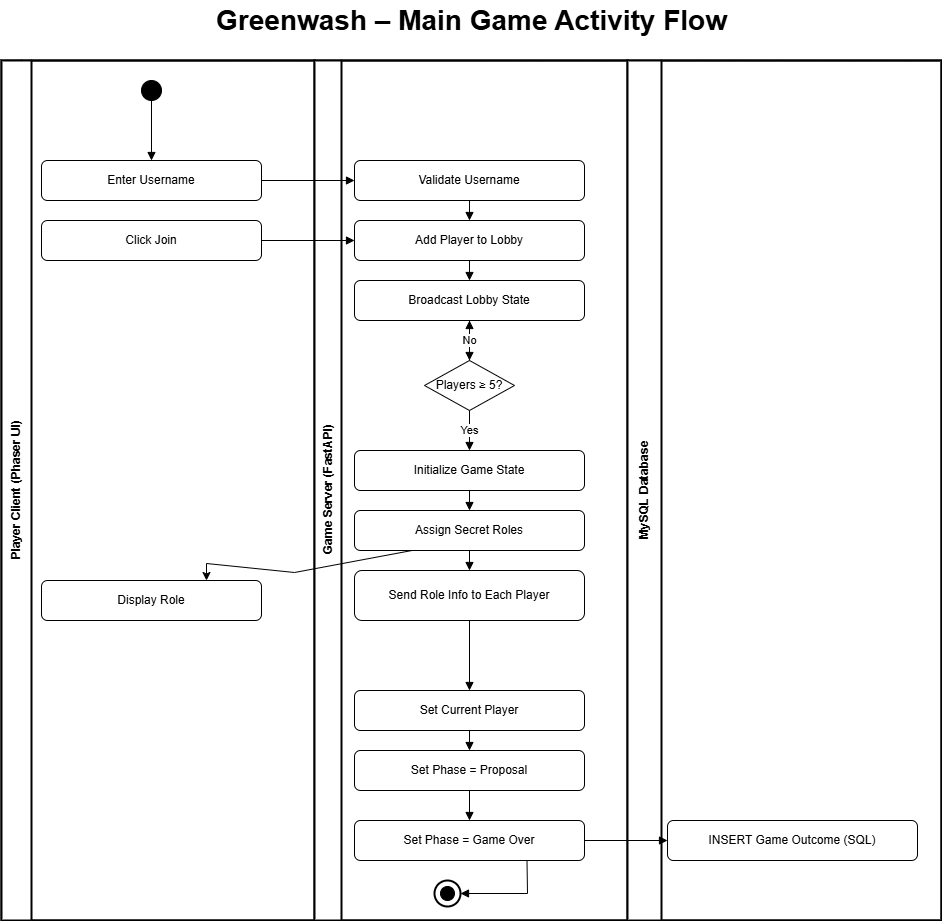 Greenwash – Main Game Activity Flow
Player Client (Phaser UI)
Game Server (FastAPI)
MySQL Database
Enter Username
Validate Username
Click Join
Add Player to Lobby
Broadcast Lobby State
No
Players ≥ 5?
Yes
Initialize Game State
Assign Secret Roles
Display Role
Send Role Info to Each Player
Set Current Player
Set Phase = Proposal
Set Phase = Game Over
INSERT Game Outcome (SQL)